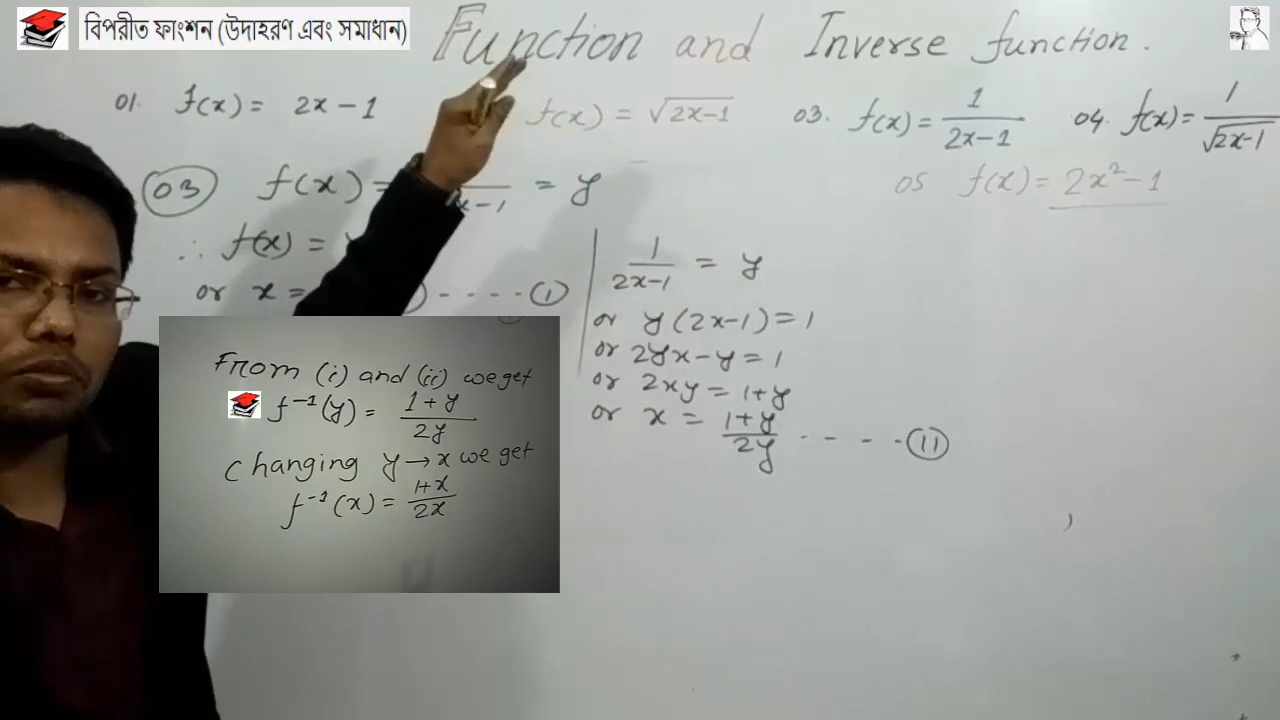 বিপরীত ফাংশন (উদাহরণ এবং সমাধান)
Function and Inverse function.
01. f(x) = 2x-1
f(x) = √2x-1
03. f(x) = 1/2x-1
04. f(x) = 1/√2x-1
05 f(x) = 2x²-1
03 f(x) = x-1 = y
∴ f(x) =
or x = ----- (1)
1/2x-1 = y
or y(2x-1) = 1
or 2yx-y = 1
or 2xy = 1+y
or x = 1+y/2y ----- (11)
From (i) and (ii) we get
f⁻¹(y) = 1+y/2y
Changing y→x we get
f⁻¹(x) = 1+x/2x